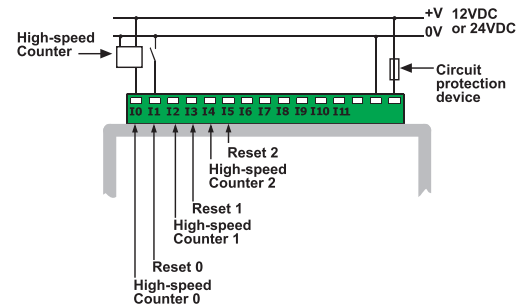 +V 12VDC
or 24VDC
0V
High-speed
Counter
Circuit
protection
device
I0 I1 I2 I3 I4 I5 I6 I7 I8 I9 I10 I11
Reset 2
High-speed
Counter 2
Reset 1
High-speed
Counter 1
Reset 0
High-speed
Counter 0